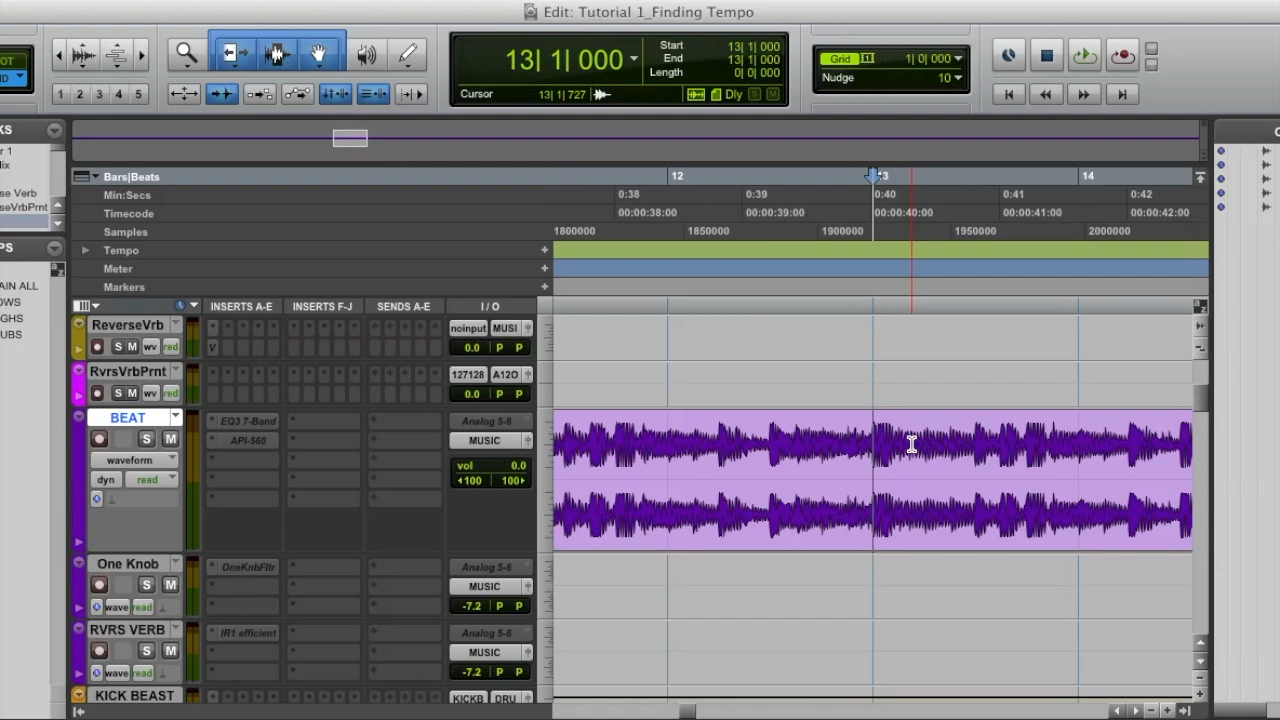 Edit: Tutorial 1_Finding Tempo
OT
ND
1 2 3 4 5
13| 1| 000
Start 13| 1| 000
End 13| 1| 000
Length 0| 0| 000
Cursor 13| 1| 727
Dly S M
Grid 1| 0| 000
Nudge 10
KS
r 1
ix
se Verb
seVrbPrnt
PS
AIN ALL
OWS
GHS
UBS
Bars|Beats 12 3 14
Min:Secs 0:38 0:39 0:40 0:41 0:42
Timecode 00:00:38:00 00:00:39:00 00:00:40:00 00:00:41:00 00:00:42:00
Samples 1800000 1850000 1900000 1950000 2000000
Tempo
Meter
Markers
INSERTS A-E INSERTS F-J SENDS A-E I / O
ReverseVrb noinput MUSI
S M wv red V 0.0 P P
RvrsVrbPrnt 127128 A12O
S M wv red 0.0 P P
BEAT EQ3 7-Band Analog 5-6
S M API-560 MUSIC
waveform vol 0.0
dyn read 100 100
One Knob OneKnbFltr Analog 5-6
S M MUSIC
wave read -7.2 P P
RVRS VERB IR1 efficient Analog 5-6
S M MUSIC
wave read -7.2 P P
KICK BEAST KICKB DRU